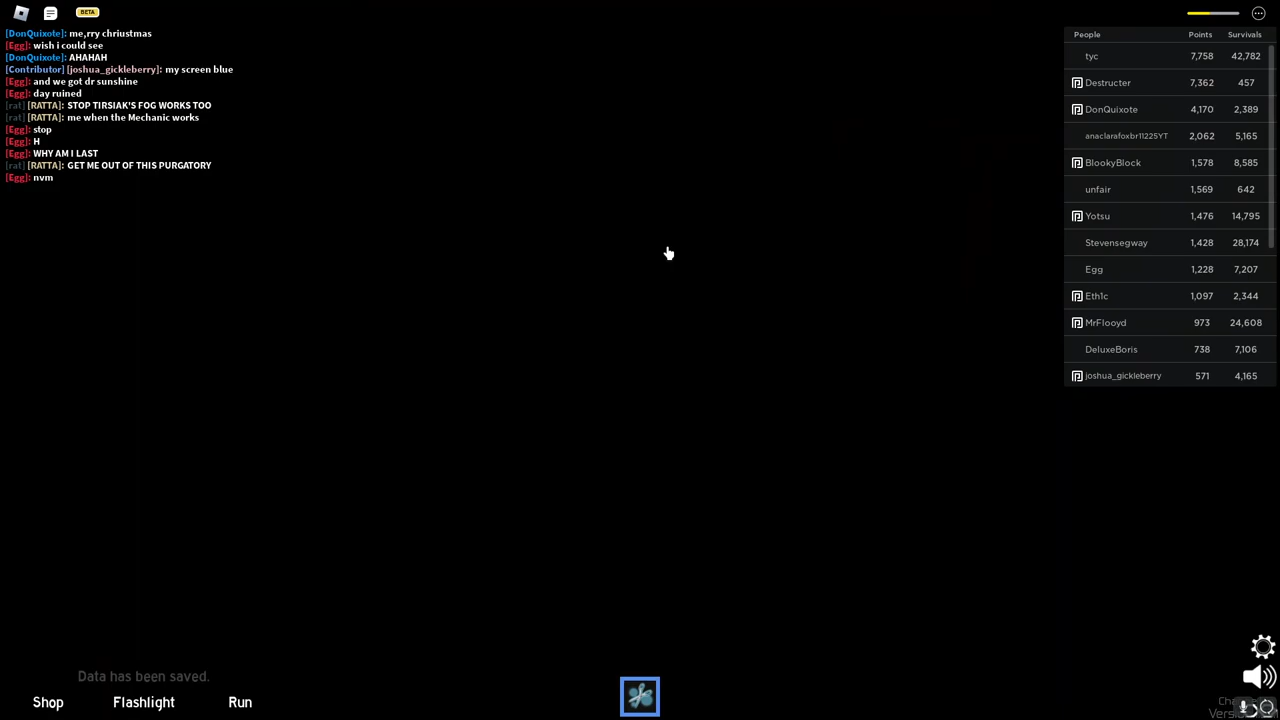 BETA
[DonQuixote]: me,rry chriustmas
[Egg]: wish i could see
[DonQuixote]: AHAHAH
[Contributor] [joshua_gickleberry]: my screen blue
[Egg]: and we got dr sunshine
[Egg]: day ruined
[rat] [RATTA]: STOP TIRSIAK'S FOG WORKS TOO
[rat] [RATTA]: me when the Mechanic works
[Egg]: stop
[Egg]: H
[Egg]: WHY AM I LAST
[rat] [RATTA]: GET ME OUT OF THIS PURGATORY
[Egg]: nvm
People Points Survivals
tyc 7,758 42,782
Destructer 7,362 457
DonQuixote 4,170 2,389
anaclarafoxbr11225YT 2,062 5,165
BlookyBlock 1,578 8,585
unfair 1,569 642
Yotsu 1,476 14,795
Stevensegway 1,428 28,174
Egg 1,228 7,207
Eth1c 1,097 2,344
MrFlooyd 973 24,608
DeluxeBoris 738 7,106
joshua_gickleberry 571 4,165
Data has been saved.
Shop Flashlight Run